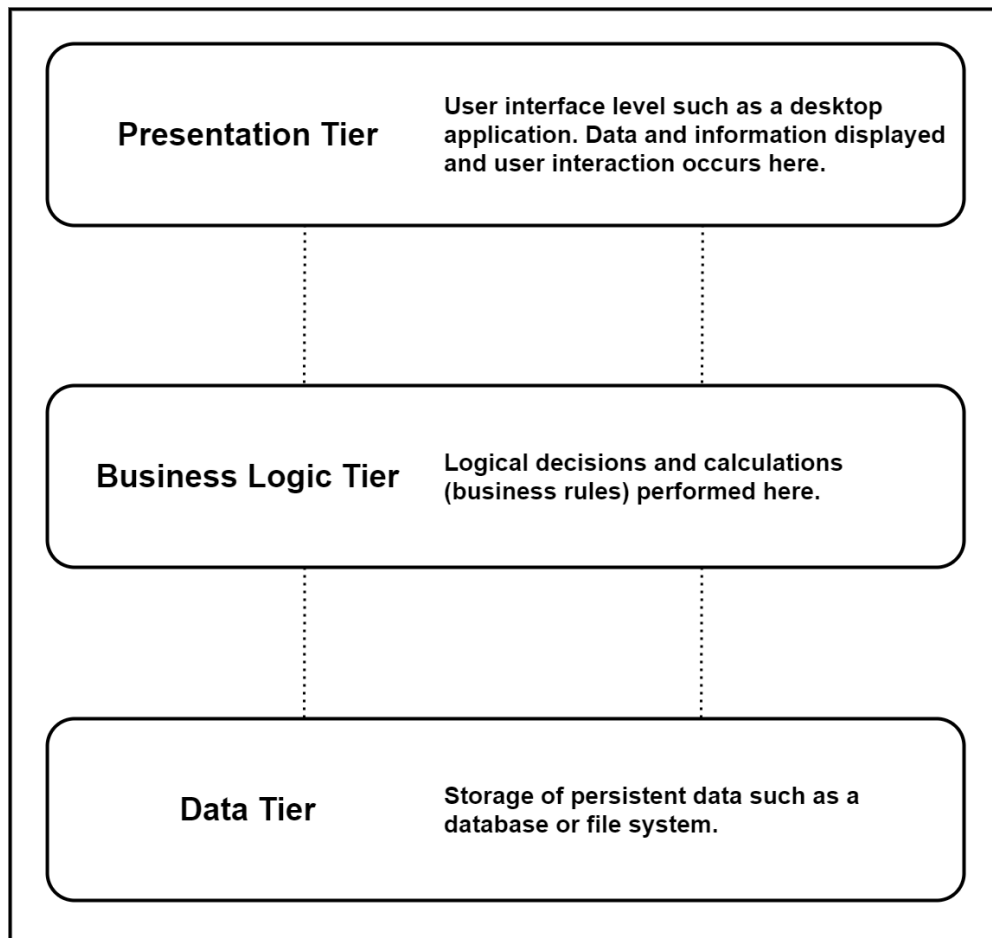 Presentation Tier
User interface level such as a desktop
application. Data and information displayed
and user interaction occurs here.
Business Logic Tier
Logical decisions and calculations
(business rules) performed here.
Data Tier
Storage of persistent data such as a
database or file system.